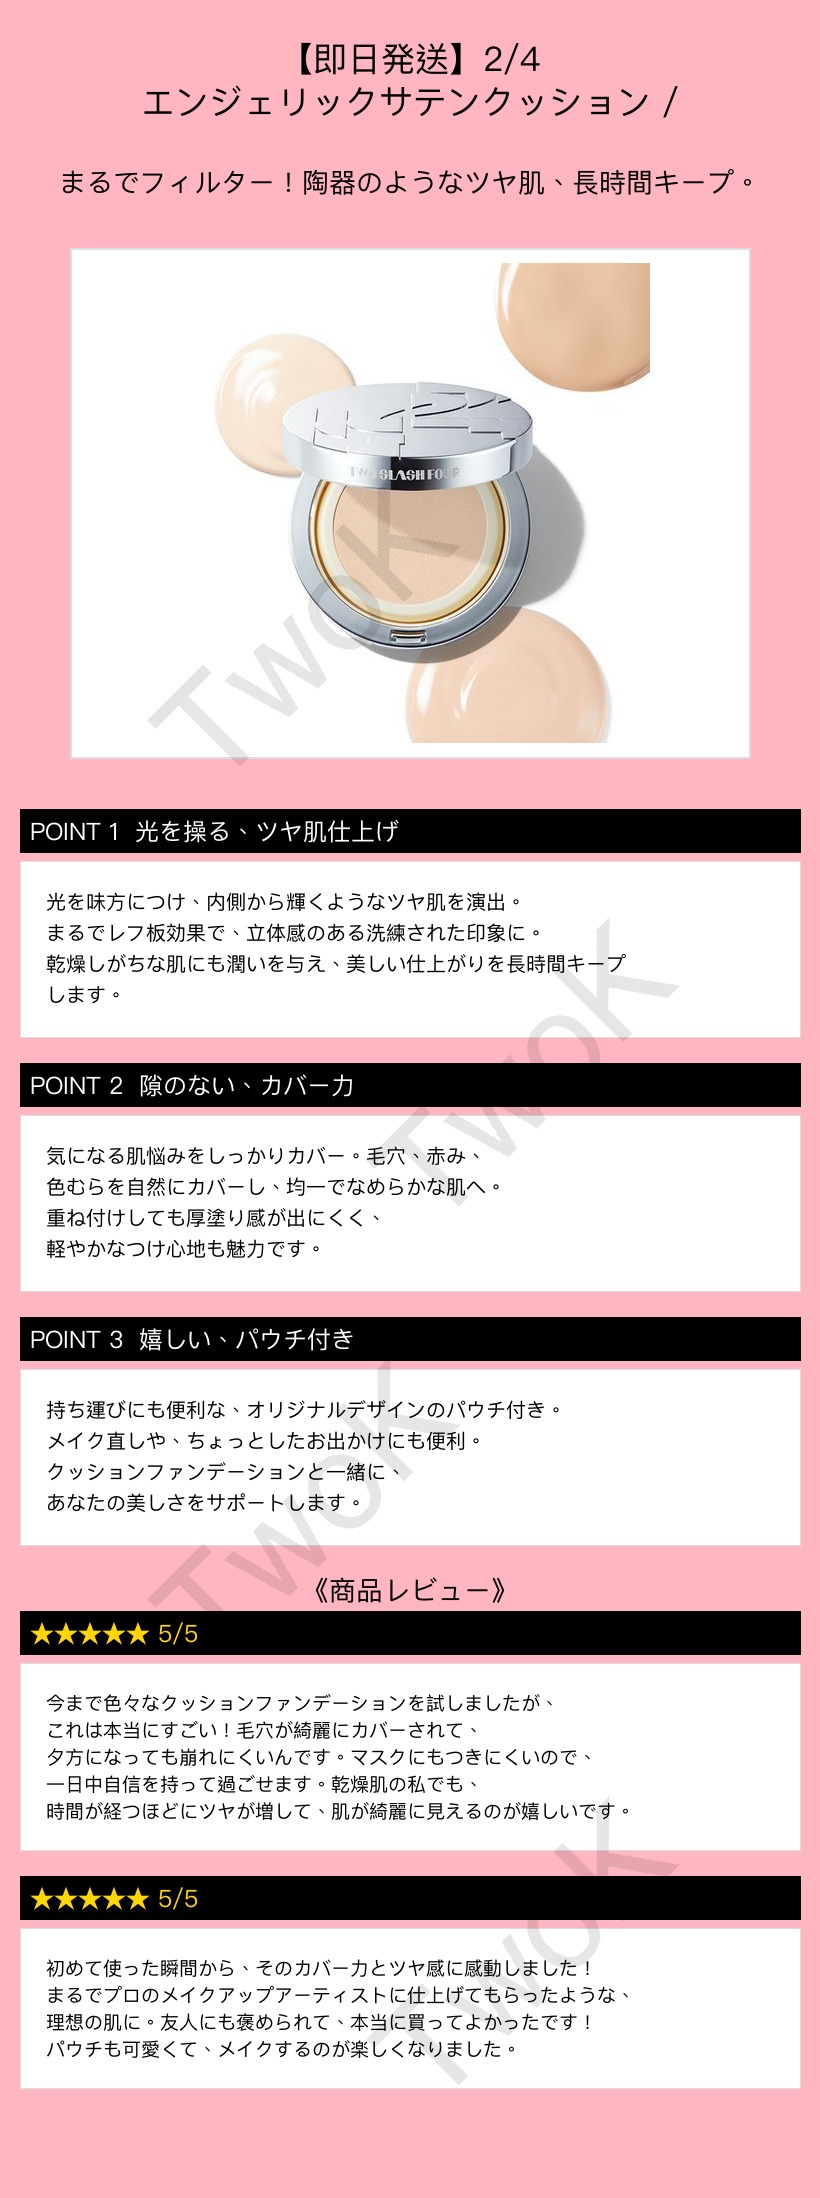 【即日発送】2/4
エンジェリックサテンクッション /
まるでフィルター！陶器のようなツヤ肌、長時間キープ。
TWO SLASH FOUR
TwoK
POINT 1 光を操る、ツヤ肌仕上げ
光を味方につけ、内側から輝くようなツヤ肌を演出。
まるでレフ板効果で、立体感のある洗練された印象に。
乾燥しがちな肌にも潤いを与え、美しい仕上がりを長時間キープ
します。
TwoK
POINT 2 隙のない、カバー力
気になる肌悩みをしっかりカバー。毛穴、赤み、
色むらを自然にカバーし、均一でなめらかな肌へ。
重ね付けしても厚塗り感が出にくく、
軽やかなつけ心地も魅力です。
POINT 3 嬉しい、パウチ付き
持ち運びにも便利な、オリジナルデザインのパウチ付き。
メイク直しや、ちょっとしたお出かけにも便利。
クッションファンデーションと一緒に、
あなたの美しさをサポートします。
TwoK
《商品レビュー》
★★★★★ 5/5
今まで色々なクッションファンデーションを試しましたが、
これは本当にすごい！毛穴が綺麗にカバーされて、
夕方になっても崩れにくいんです。マスクにもつきにくいので、
一日中自信を持って過ごせます。乾燥肌の私でも、
時間が経つほどにツヤが増して、肌が綺麗に見えるのが嬉しいです。
★★★★★ 5/5
初めて使った瞬間から、そのカバー力とツヤ感に感動しました！
まるでプロのメイクアップアーティストに仕上げてもらったような、
理想の肌に。友人にも褒められて、本当に買ってよかったです！
パウチも可愛くて、メイクするのが楽しくなりました。
TwoK